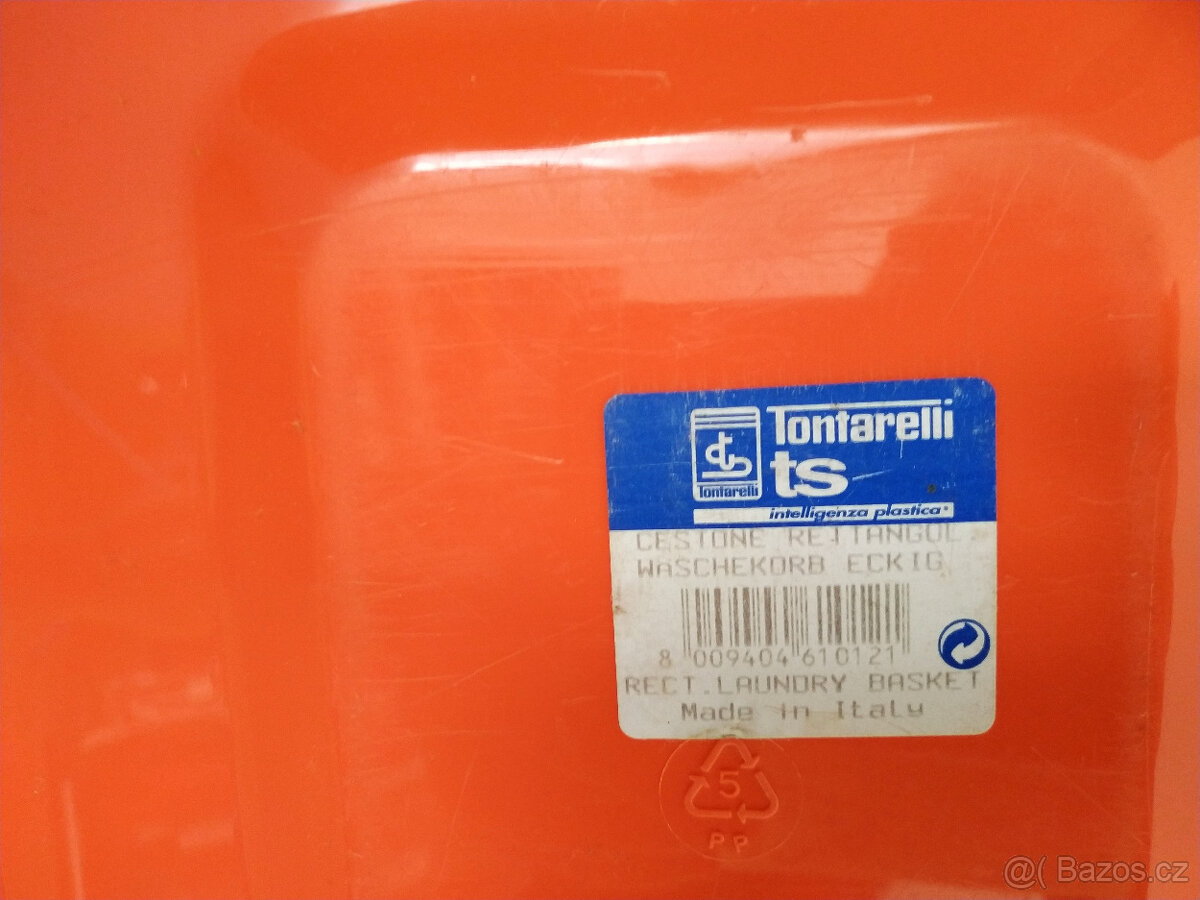 Tontarelli
ts
Tontarelli
intelligenza plastica®
CESTONE RETTANGOL
WASCHEKORB ECKIG
8 009404 610121
RECT.LAUNDRY BASKET
Made in Italy
5
PP
@( Bazos.cz